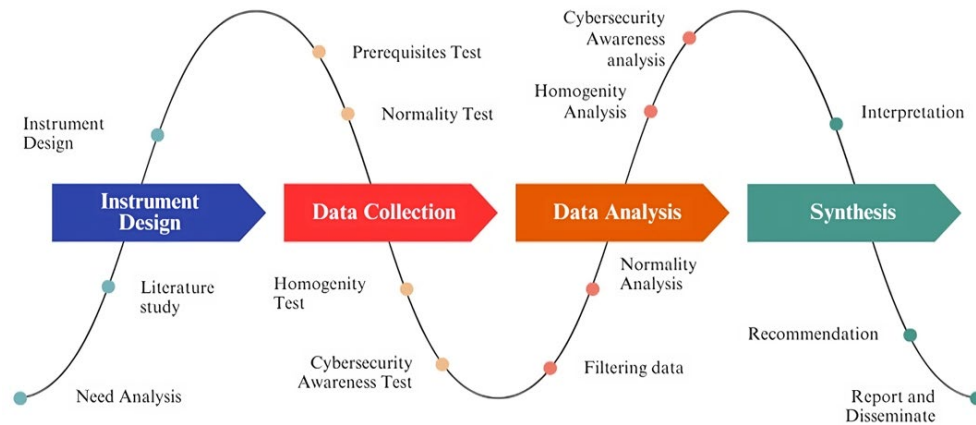 Need Analysis
Literature
study
Instrument
Design
Instrument
Design
Prerequisites Test
Normality Test
Data Collection
Homogenity
Test
Cybersecurity
Awareness Test
Filtering data
Normality
Analysis
Data Analysis
Homogenity
Analysis
Cybersecurity
Awareness
analysis
Interpretation
Synthesis
Recommendation
Report and
Disseminate